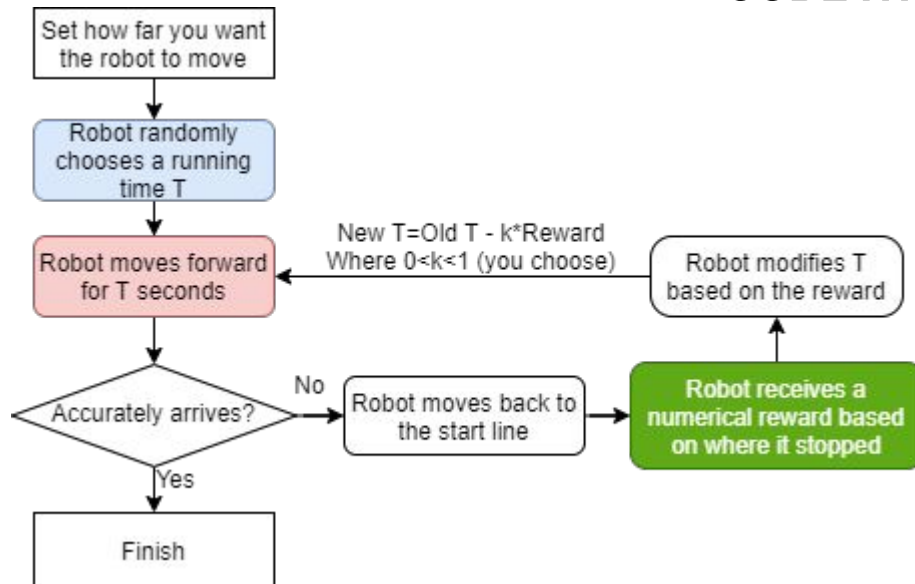 Set how far you want
the robot to move
Robot randomly
chooses a running
time T
New T=Old T - k*Reward
Where 0<k<1 (you choose)
Robot moves forward
for T seconds
Robot modifies T
based on the reward
Accurately arrives?
No
Robot moves back to
the start line
Robot receives a
numerical reward based
on where it stopped
Yes
Finish